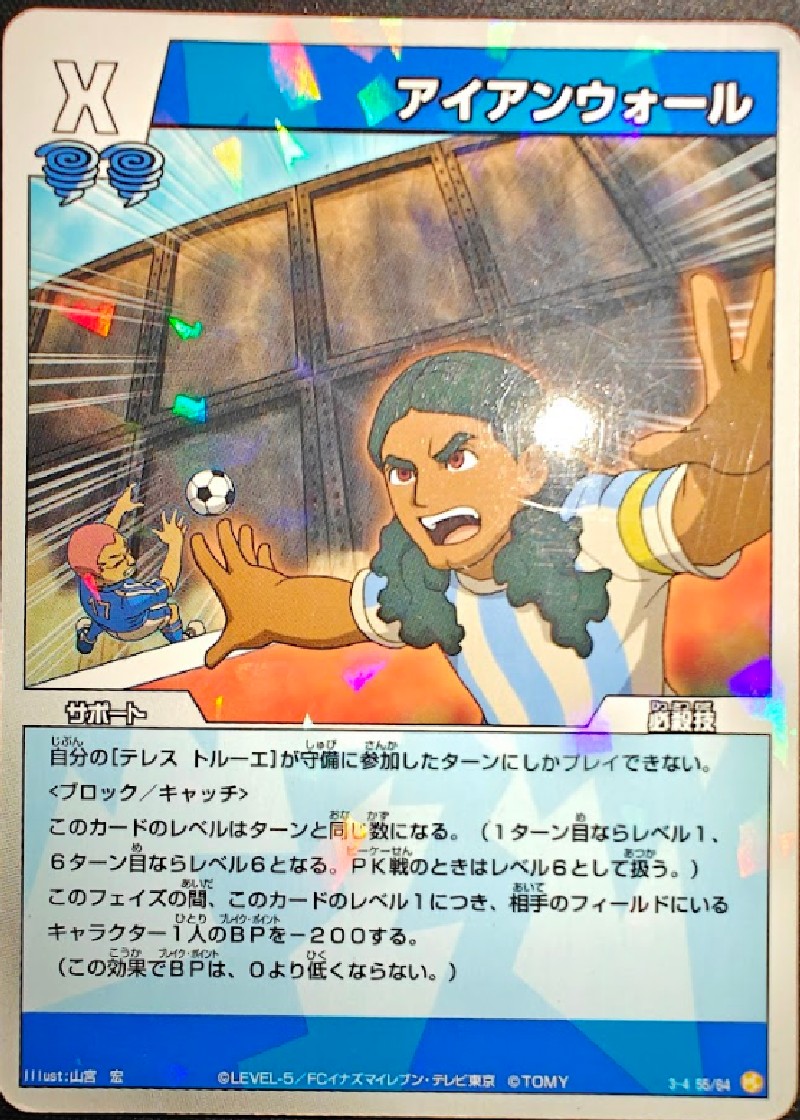 X
アイアンウォール
17
サポート
必殺技
自分の[テレス トルーエ]が守備に参加したターンにしかプレイできない。
<ブロック／キャッチ>
このカードのレベルはターンと同じ数になる。（1ターン目ならレベル1、
6ターン目ならレベル6となる。PK戦のときはレベル6として扱う。）
このフェイズの間、このカードのレベル1につき、相手のフィールドにいる
キャラクター1人のBPを－200する。
（この効果でBPは、0より低くならない。）
Illust:山宮 宏
©LEVEL-5／FCイナズマイレブン・テレビ東京 ©TOMY
3-4 55/64